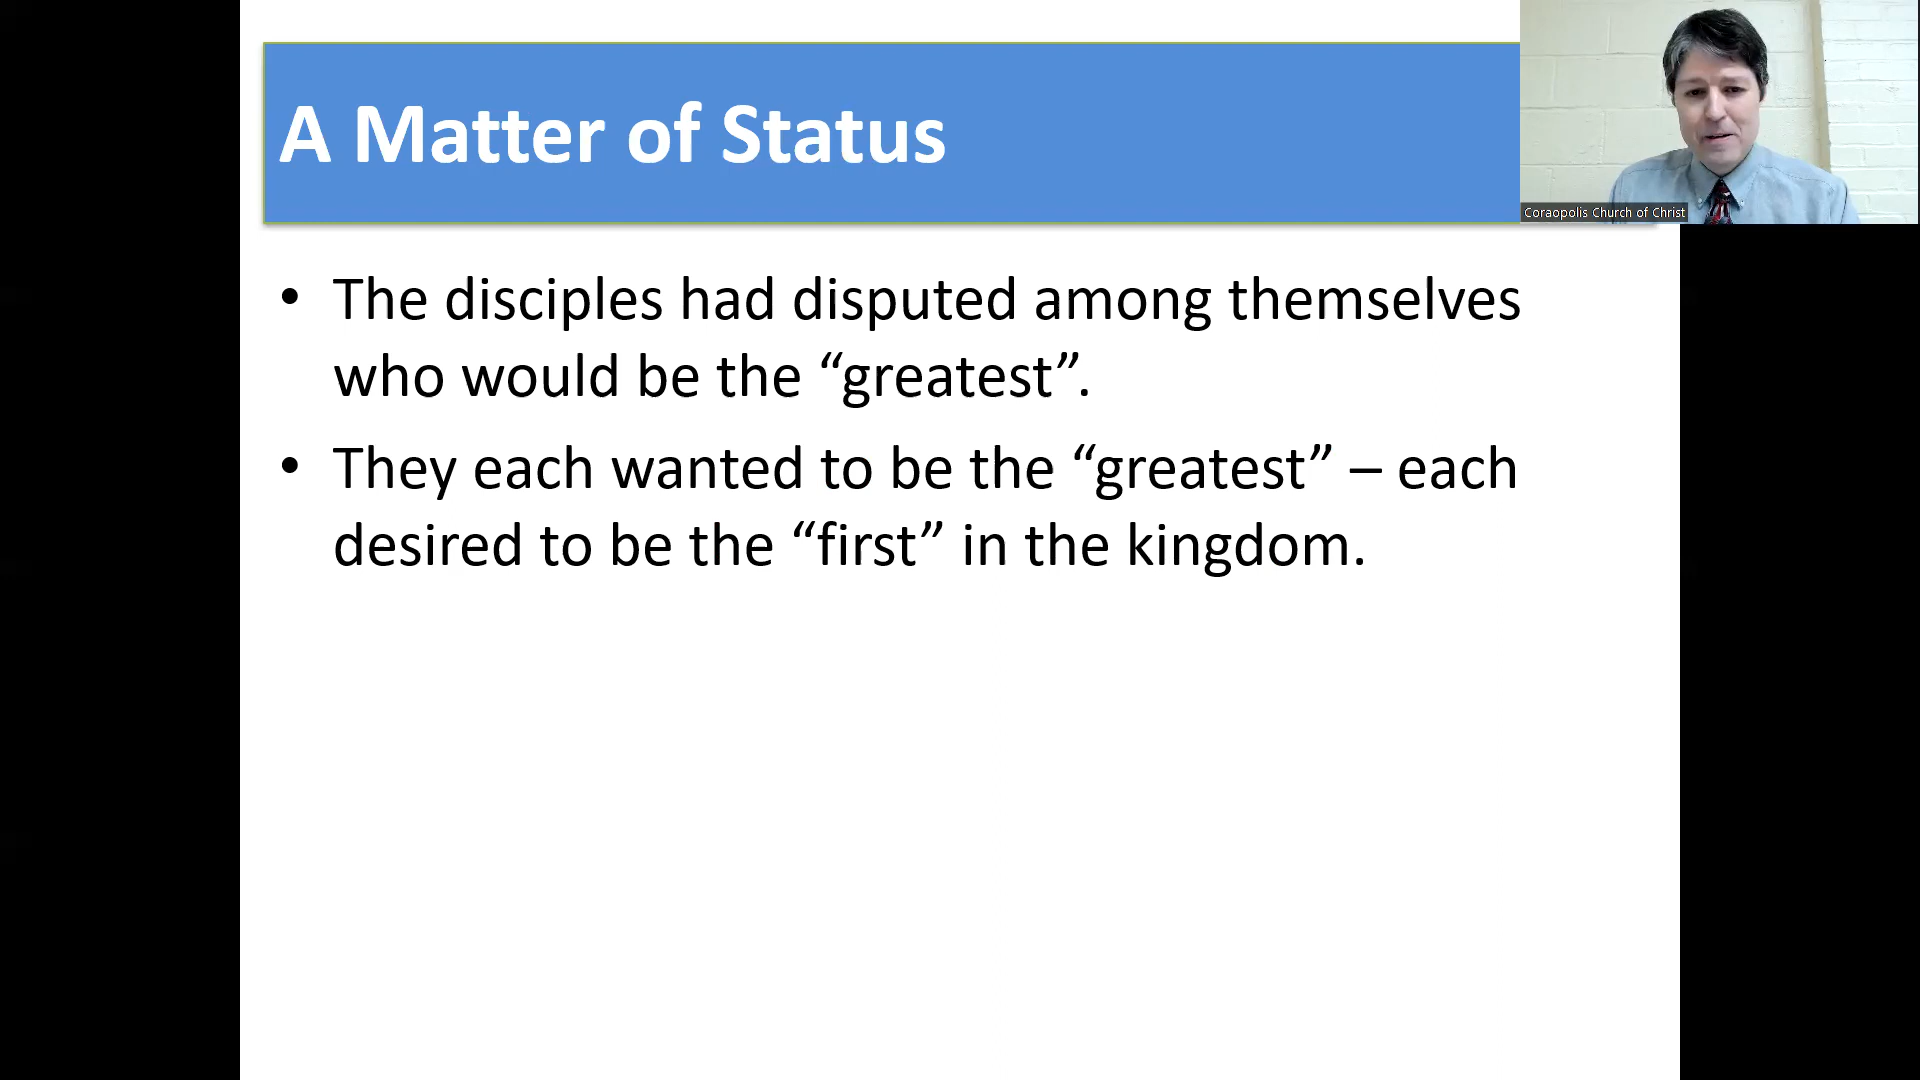 A Matter of Status
Coraopolis Church of Christ
• The disciples had disputed among themselves
who would be the “greatest”.
• They each wanted to be the “greatest” – each
desired to be the “first” in the kingdom.